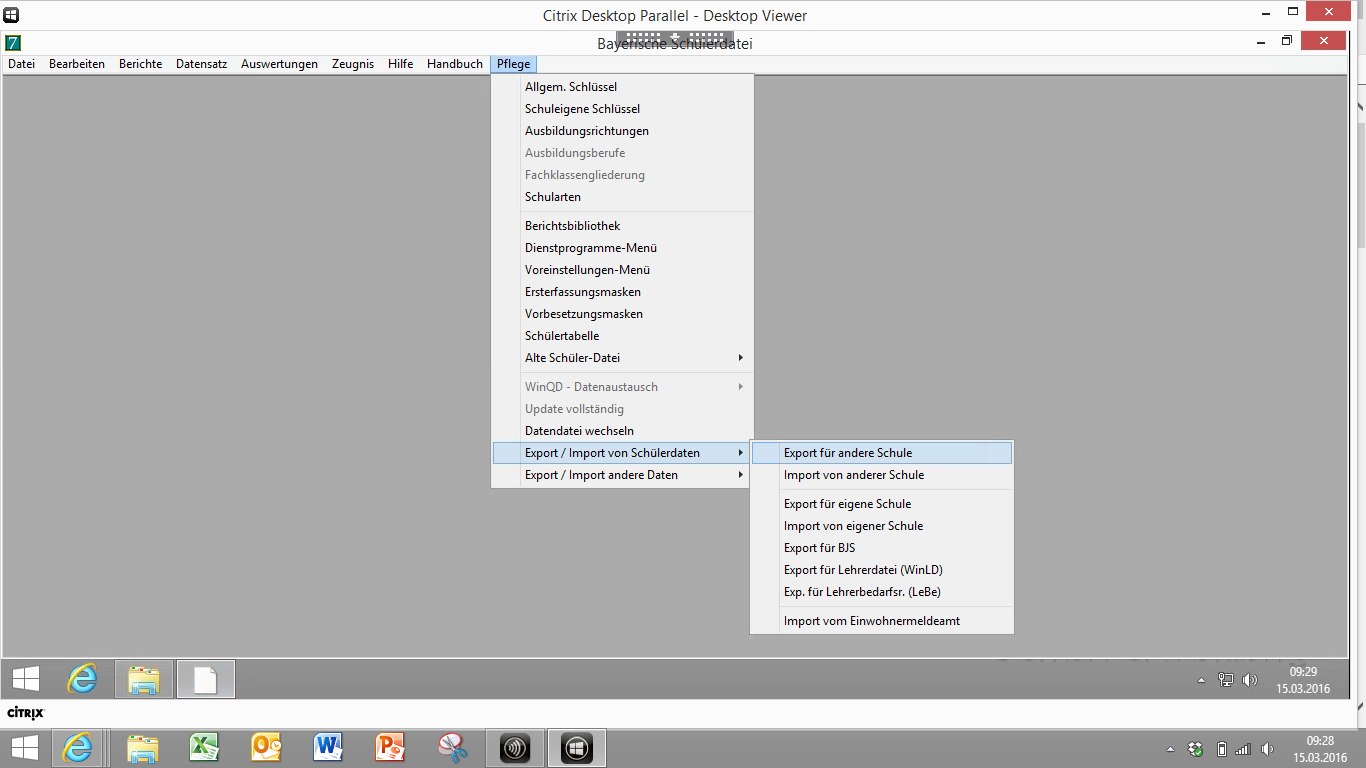 Citrix Desktop Parallel - Desktop Viewer
7
Bayerische Schülerdatei
Datei Bearbeiten Berichte Datensatz Auswertungen Zeugnis Hilfe Handbuch Pflege
Allgem. Schlüssel
Schuleigene Schlüssel
Ausbildungsrichtungen
Ausbildungsberufe
Fachklassengliederung
Schularten
Berichtsbibliothek
Dienstprogramme-Menü
Voreinstellungen-Menü
Ersterfassungsmasken
Vorbesetzungsmasken
Schülertabelle
Alte Schüler-Datei
WinQD - Datenaustausch
Update vollständig
Datendatei wechseln
Export / Import von Schülerdaten
Export / Import andere Daten
Export für andere Schule
Import von anderer Schule
Export für eigene Schule
Import von eigener Schule
Export für BJS
Export für Lehrerdatei (WinLD)
Exp. für Lehrerbedarfsr. (LeBe)
Import vom Einwohnermeldeamt
09:29
15.03.2016
CITRIX
09:28
15.03.2016